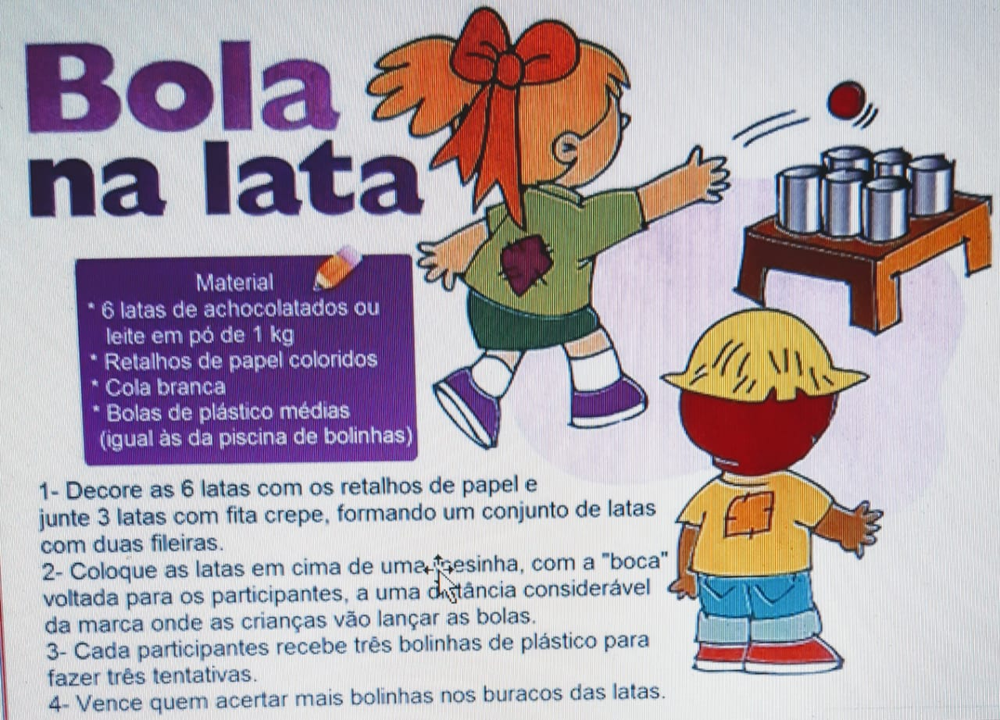 Bola
na lata
Material
* 6 latas de achocolatados ou
leite em pó de 1 kg
* Retalhos de papel coloridos
* Cola branca
* Bolas de plástico médias
(igual às da piscina de bolinhas)
1- Decore as 6 latas com os retalhos de papel e
junte 3 latas com fita crepe, formando um conjunto de latas
com duas fileiras.
2- Coloque as latas em cima de uma mesinha, com a "boca"
voltada para os participantes, a uma distância considerável
da marca onde as crianças vão lançar as bolas.
3- Cada participantes recebe três bolinhas de plástico para
fazer três tentativas.
4- Vence quem acertar mais bolinhas nos buracos das latas.